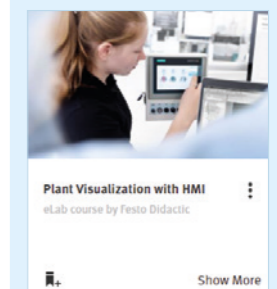 Plant Visualization with HMI
eLab course by Festo Didactic
Show More